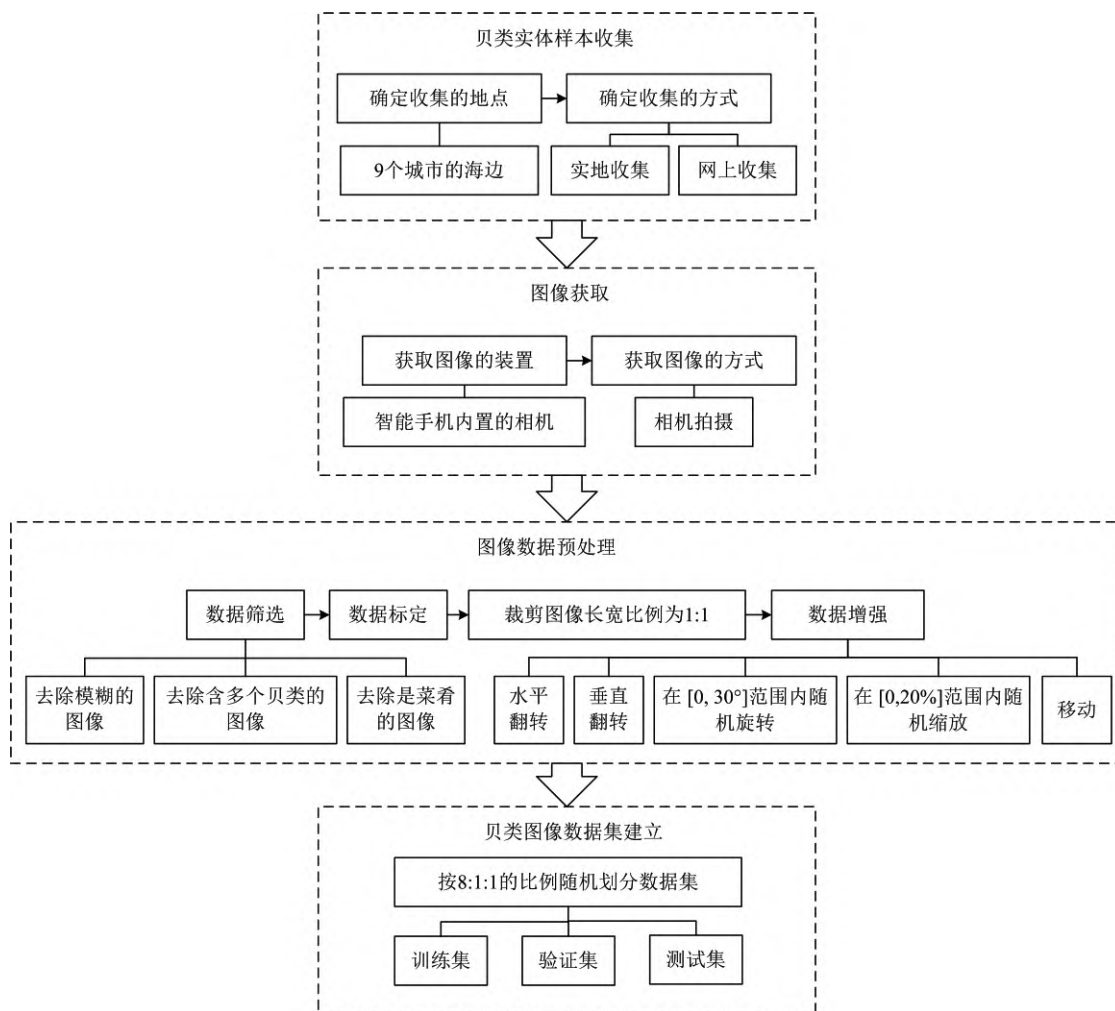 贝类实体样本收集
确定收集的地点
确定收集的方式
9个城市的海边
实地收集
网上收集
图像获取
获取图像的装置
获取图像的方式
智能手机内置的相机
相机拍摄
图像数据预处理
数据筛选
数据标定
裁剪图像长宽比例为1:1
数据增强
去除模糊的
图像
去除含多个贝类的
图像
去除是菜肴
的图像
水平
翻转
垂直
翻转
在 [0, 30°]范围内随
机旋转
在 [0,20%]范围内随
机缩放
移动
贝类图像数据集建立
按8:1:1的比例随机划分数据集
训练集
验证集
测试集